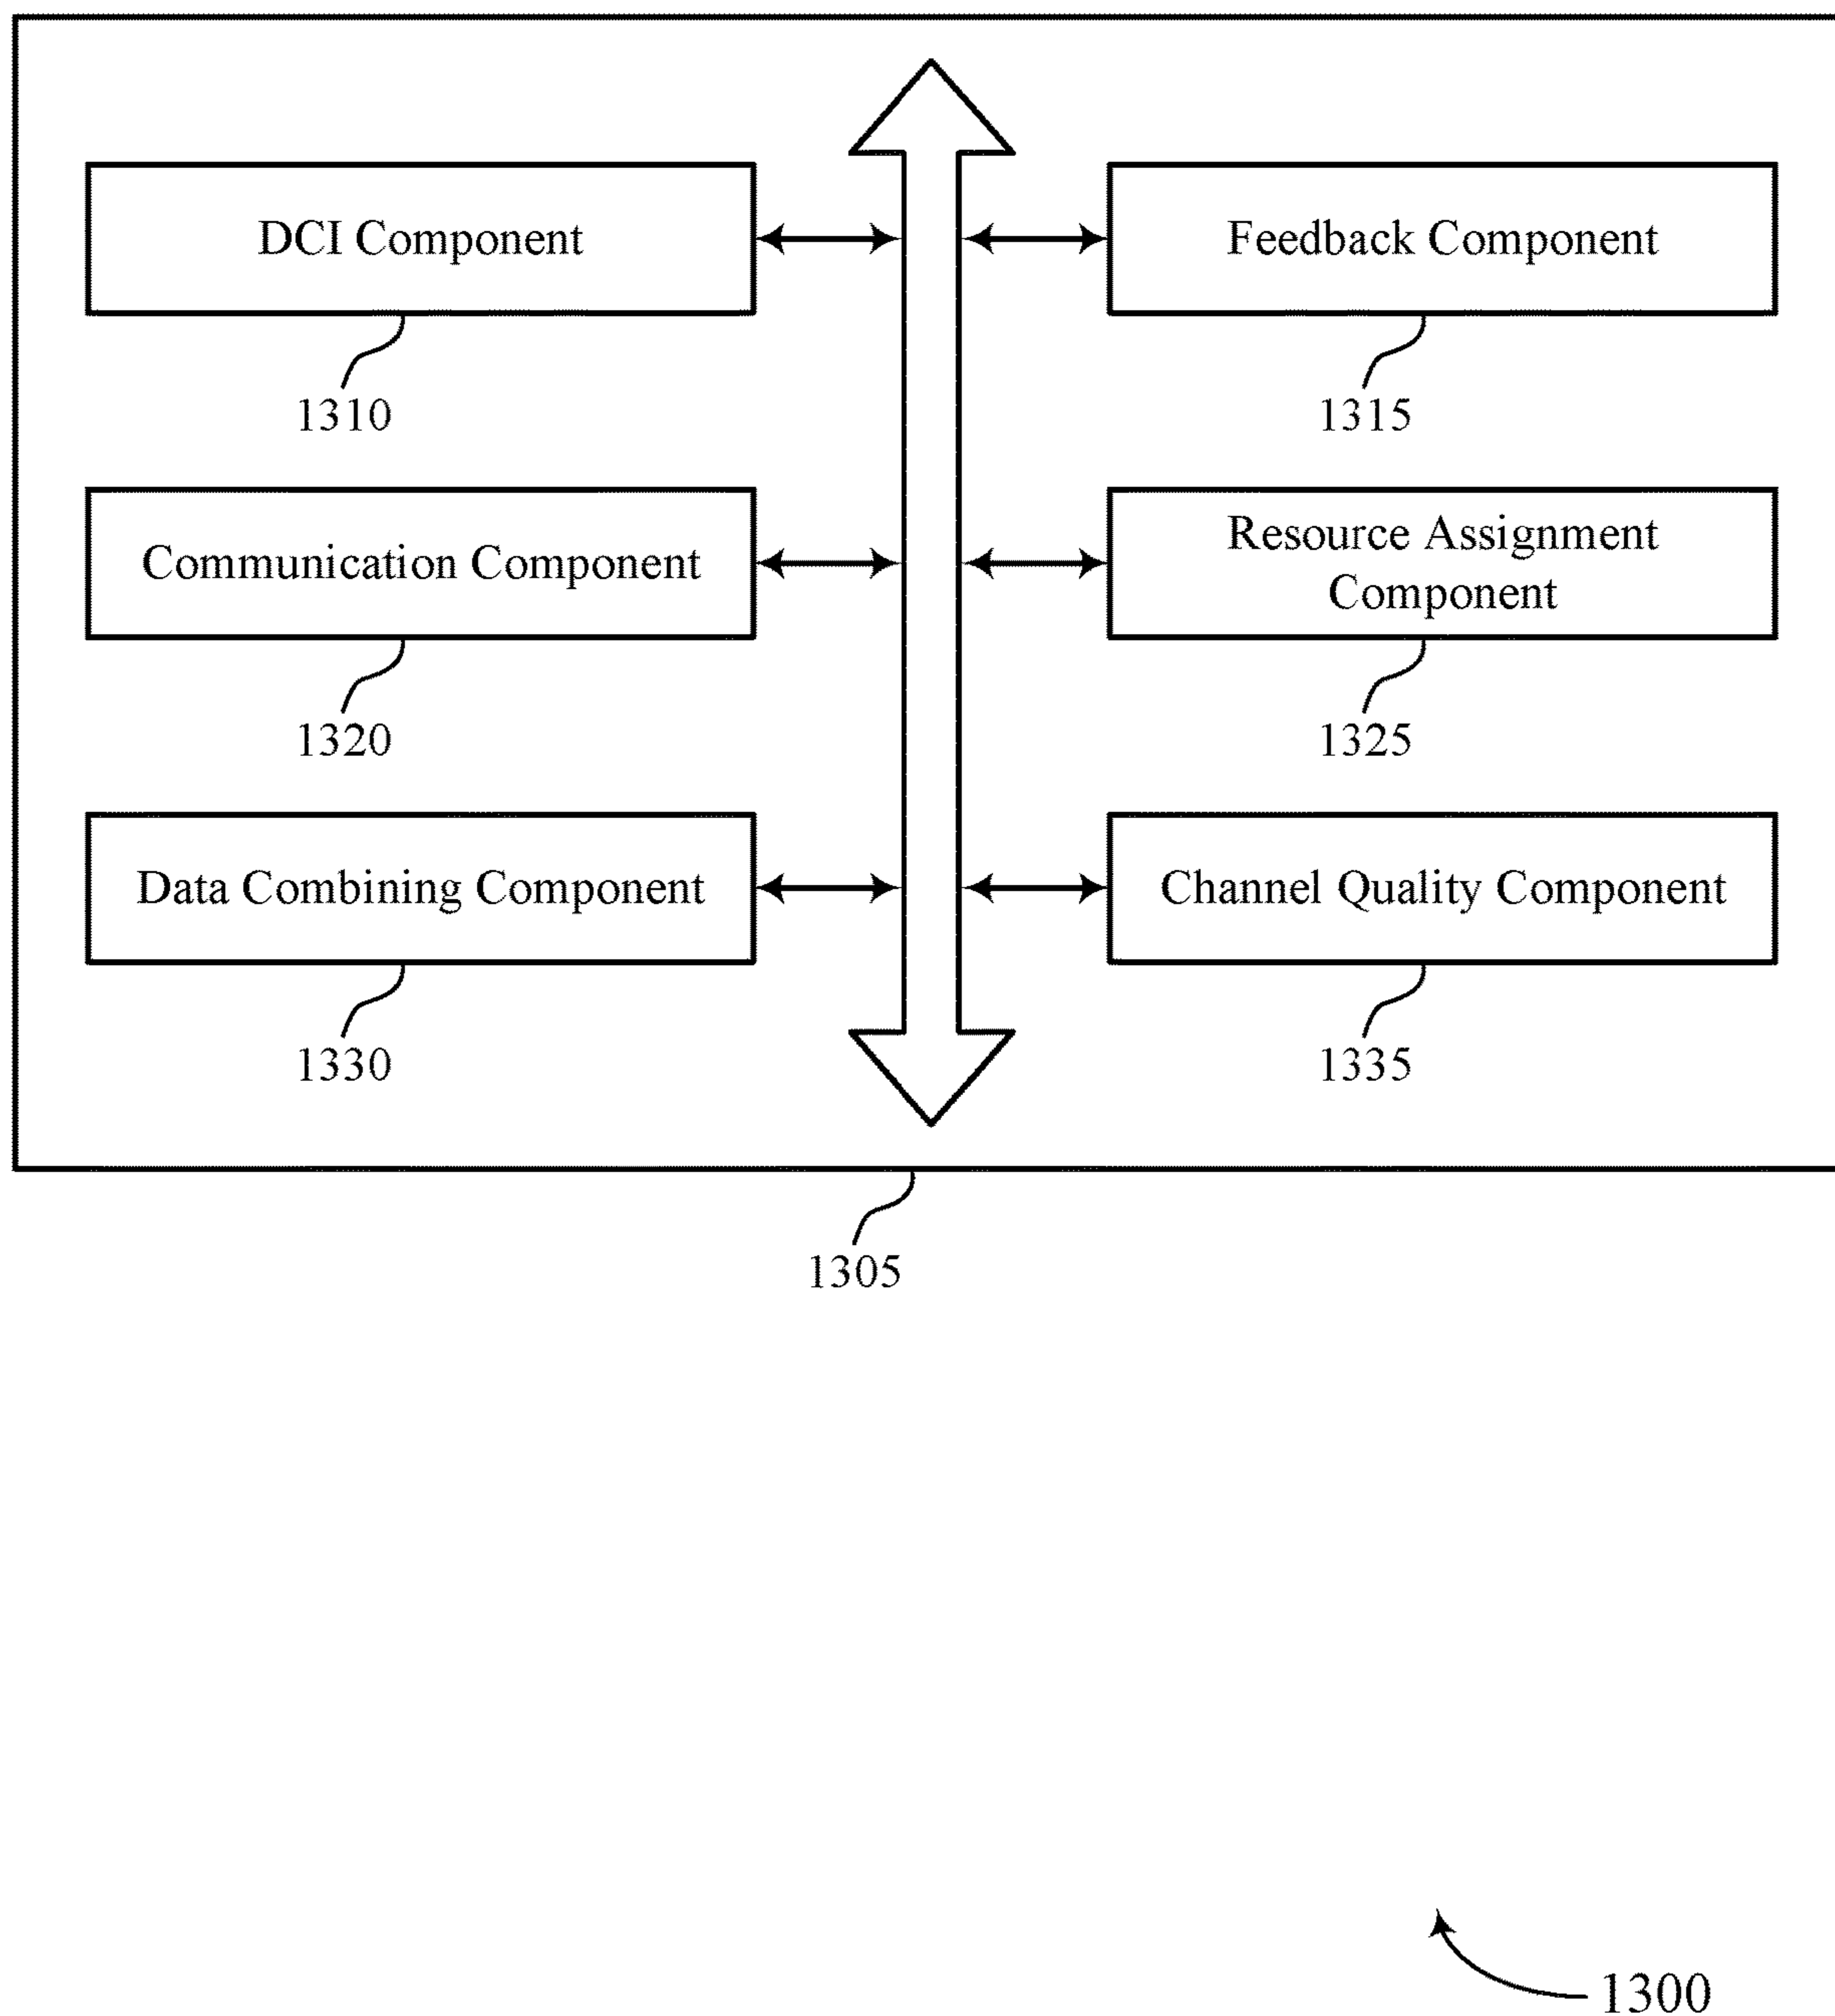 DCI Component
Feedback Component
1310
1315
Communication Component
Resource Assignment
Component
1320
1325
Data Combining Component
Channel Quality Component
1330
1335
1305
1300